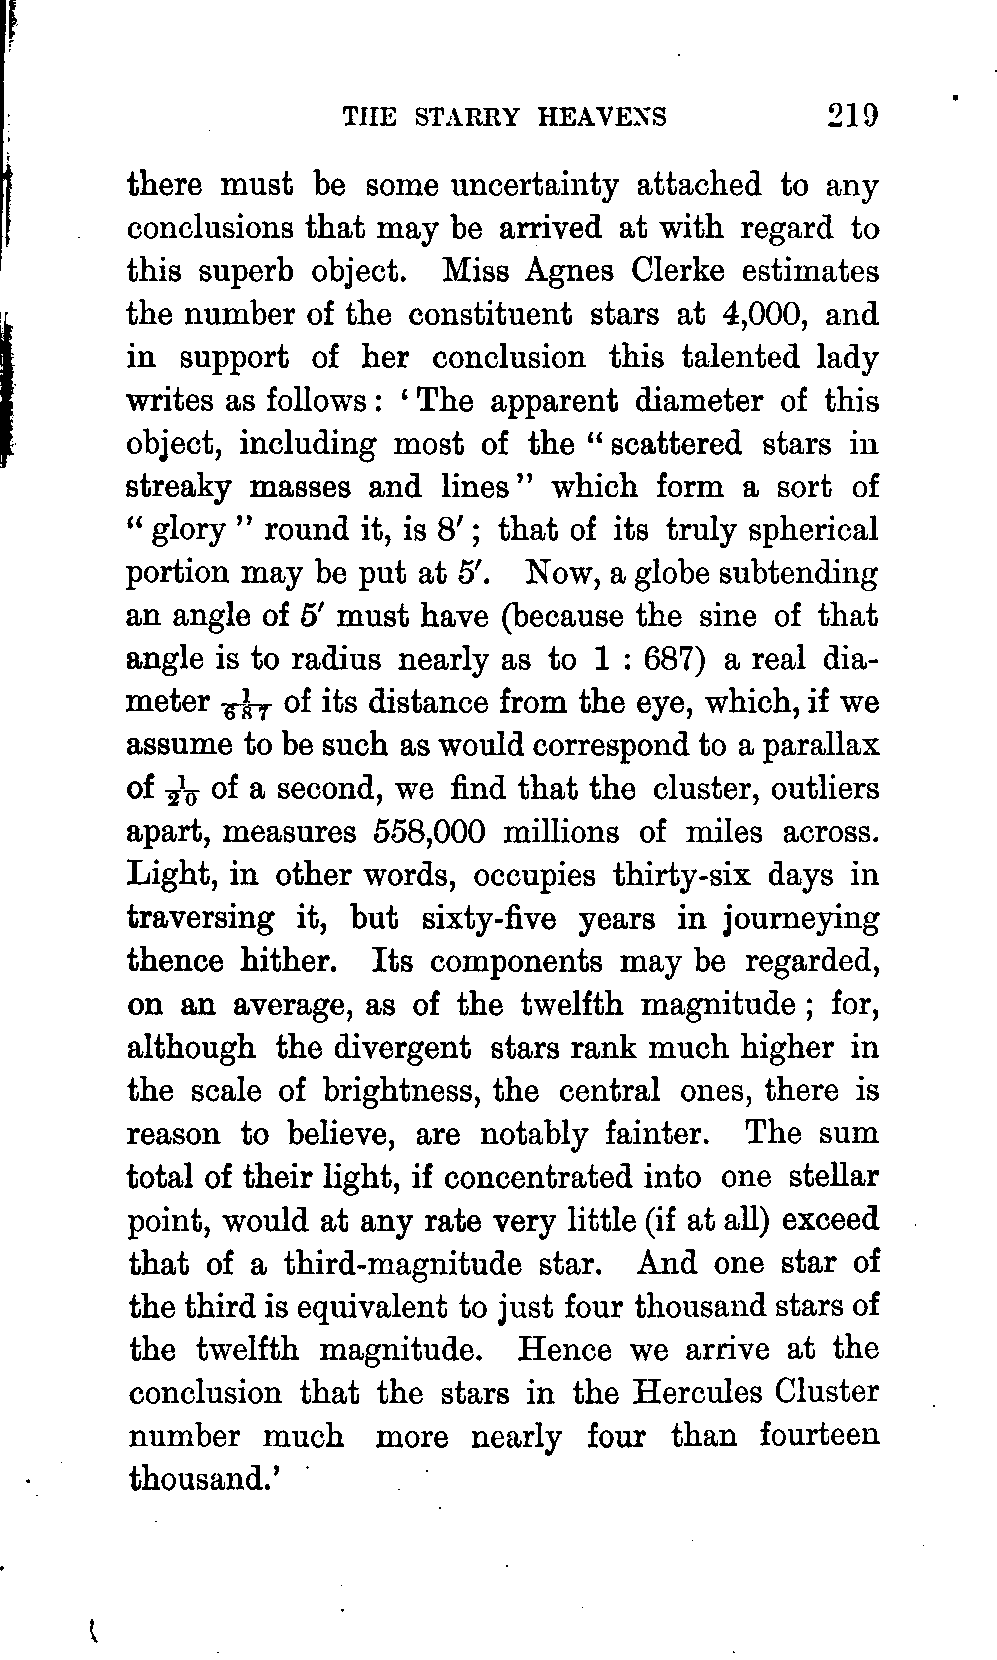 THE STARRY HEAVENS 219
there must be some uncertainty attached to any
conclusions that may be arrived at with regard to
this superb object. Miss Agnes Clerke estimates
the number of the constituent stars at 4,000, and
in support of her conclusion this talented lady
writes as follows: ‘The apparent diameter of this
object, including most of the “scattered stars in
streaky masses and lines” which form a sort of
“glory” round it, is 8′; that of its truly spherical
portion may be put at 5′. Now, a globe subtending
an angle of 5′ must have (because the sine of that
angle is to radius nearly as to 1 : 687) a real dia-
meter 1/687 of its distance from the eye, which, if we
assume to be such as would correspond to a parallax
of 1/20 of a second, we find that the cluster, outliers
apart, measures 558,000 millions of miles across.
Light, in other words, occupies thirty-six days in
traversing it, but sixty-five years in journeying
thence hither. Its components may be regarded,
on an average, as of the twelfth magnitude; for,
although the divergent stars rank much higher in
the scale of brightness, the central ones, there is
reason to believe, are notably fainter. The sum
total of their light, if concentrated into one stellar
point, would at any rate very little (if at all) exceed
that of a third-magnitude star. And one star of
the third is equivalent to just four thousand stars of
the twelfth magnitude. Hence we arrive at the
conclusion that the stars in the Hercules Cluster
number much more nearly four than fourteen
thousand.’